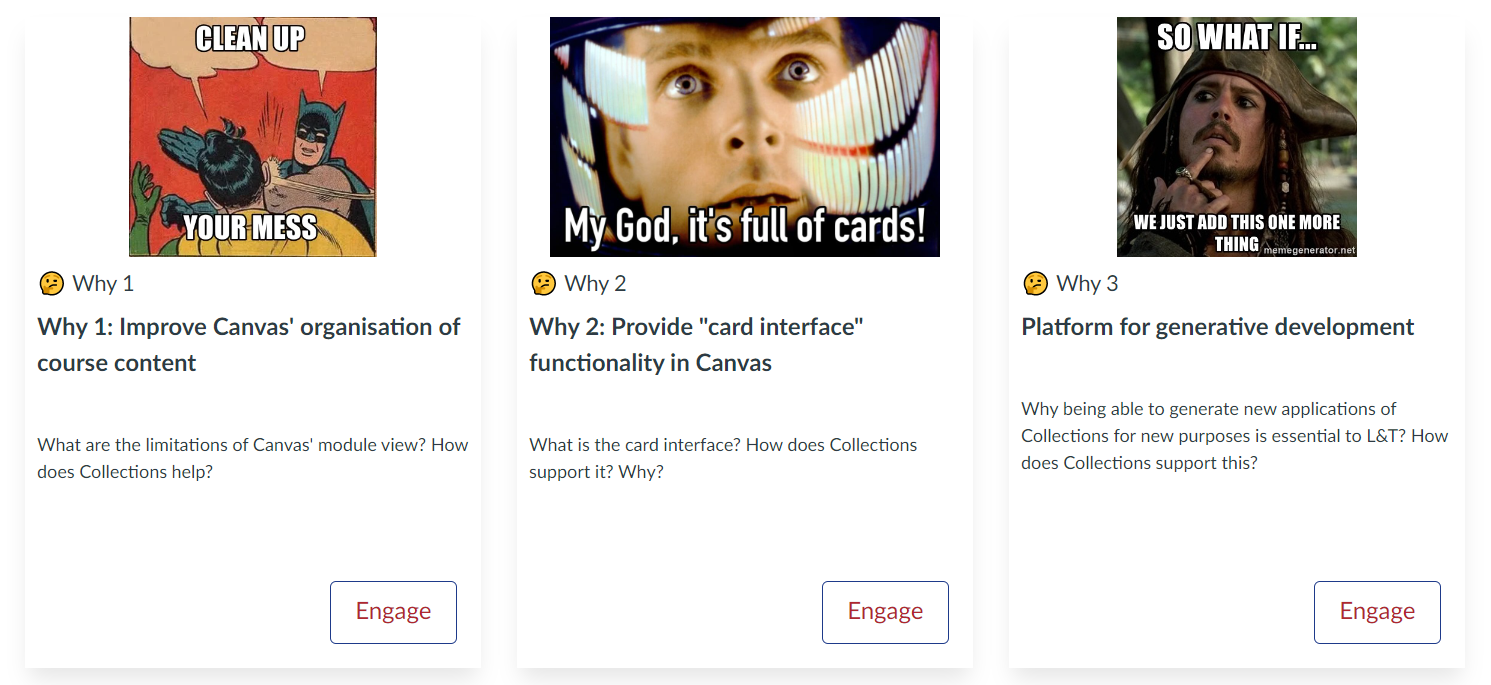 CLEAN UP
YOUR MESS
🤔 Why 1
Why 1: Improve Canvas' organisation of
course content
What are the limitations of Canvas' module view? How
does Collections help?
Engage
My God, it's full of cards!
🤔 Why 2
Why 2: Provide "card interface"
functionality in Canvas
What is the card interface? How does Collections
support it? Why?
Engage
SO WHAT IF...
WE JUST ADD THIS ONE MORE
THING
memegenerator.net
🤔 Why 3
Platform for generative development
Why being able to generate new applications of
Collections for new purposes is essential to L&T? How
does Collections support this?
Engage